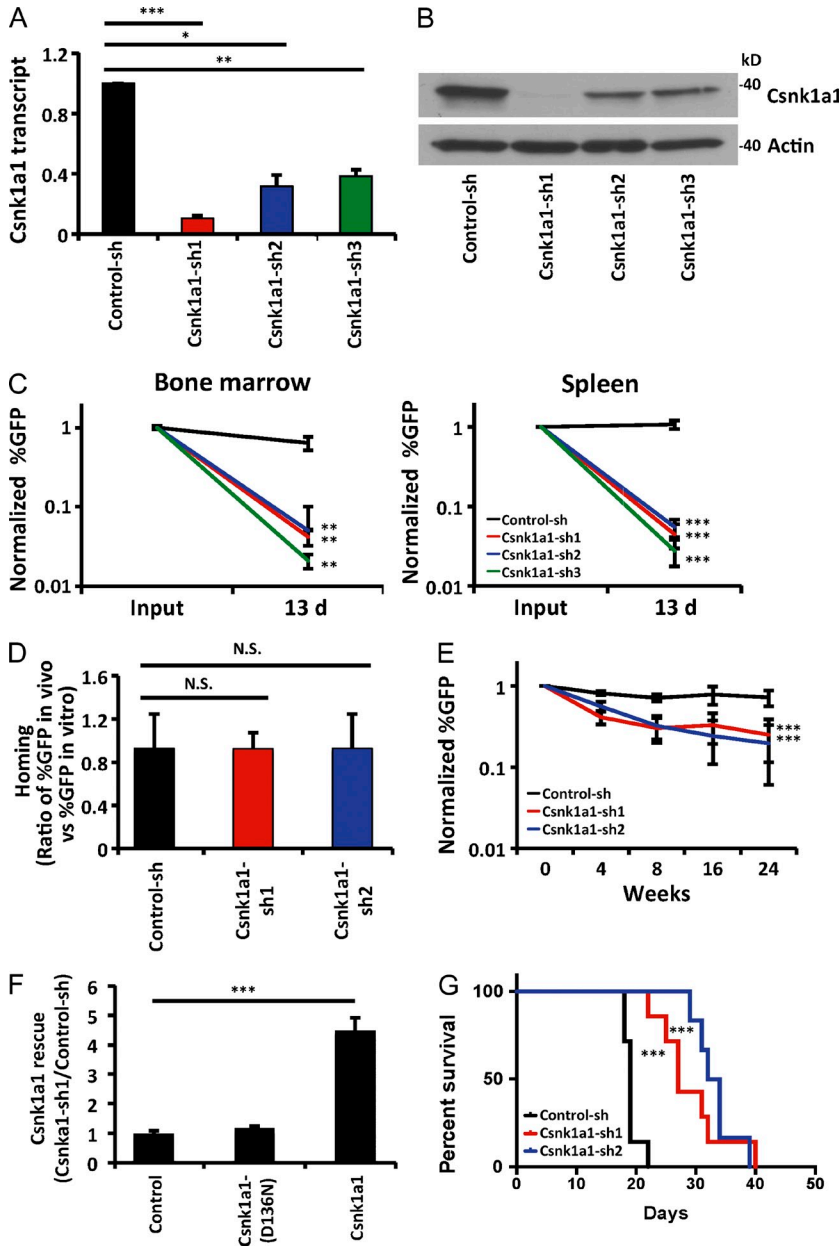 A
***
*
**
1.2
0.8
0.4
0
Csnk1a1 transcript
Control-sh
Csnk1a1-sh1
Csnk1a1-sh2
Csnk1a1-sh3
B
kD
-40
Csnk1a1
-40
Actin
Control-sh
Csnk1a1-sh1
Csnk1a1-sh2
Csnk1a1-sh3
C
Bone marrow
Normalized %GFP
1
0.1
0.01
**
**
**
Input
13 d
Spleen
Normalized %GFP
1
0.1
0.01
***
***
***
Control-sh
Csnk1a1-sh1
Csnk1a1-sh2
Csnk1a1-sh3
Input
13 d
D
N.S.
N.S.
Homing
(Ratio of %GFP in vivo
vs %GFP in vitro)
1.6
1.2
0.8
0.4
0
Control-sh
Csnk1a1-
sh1
Csnk1a1-
sh2
E
Normalized %GFP
1
0.1
0.01
***
***
Control-sh
Csnk1a1-sh1
Csnk1a1-sh2
0
4
8
16
24
Weeks
F
***
Csnk1a1 rescue
(Csnka1-sh1/Control-sh)
6
5
4
3
2
1
0
Control
Csnk1a1-
(D136N)
Csnk1a1
G
Percent survival
100
50
0
***
***
Control-sh
Csnk1a1-sh1
Csnk1a1-sh2
0
10
20
30
40
50
Days